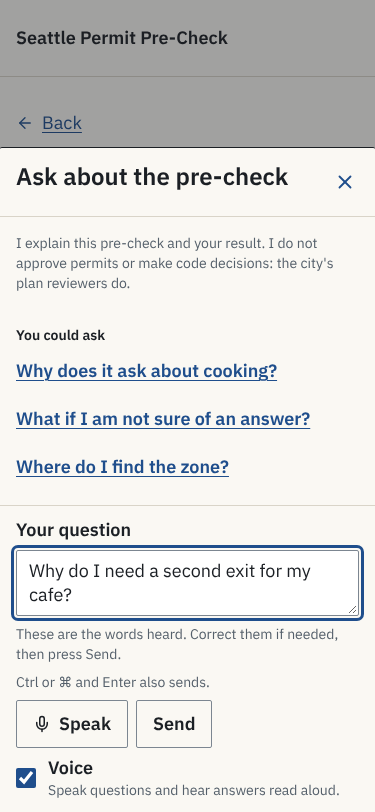 Seattle Permit Pre-Check
← Back
Ask about the pre-check
I explain this pre-check and your result. I do not
approve permits or make code decisions: the city's
plan reviewers do.
You could ask
Why does it ask about cooking?
What if I am not sure of an answer?
Where do I find the zone?
Your question
Why do I need a second exit for my
cafe?
These are the words heard. Correct them if needed,
then press Send.
Ctrl or ⌘ and Enter also sends.
Speak Send
Voice
Speak questions and hear answers read aloud.